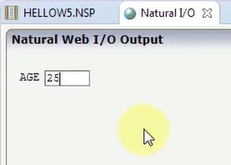 HELLOW5.NSP Natural I/O
Natural Web I/O Output
AGE 25